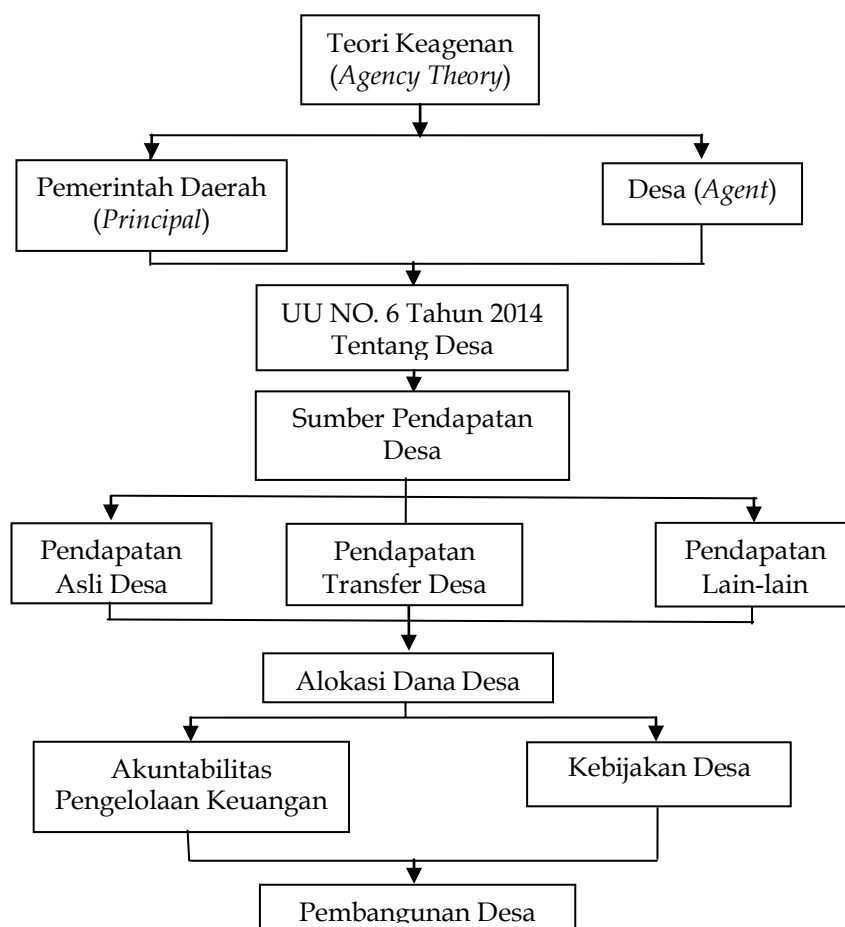 Teori Keagenan
(Agency Theory)
Pemerintah Daerah
(Principal)
Desa (Agent)
UU NO. 6 Tahun 2014
Tentang Desa
Sumber Pendapatan
Desa
Pendapatan
Asli Desa
Pendapatan
Transfer Desa
Pendapatan
Lain-lain
Alokasi Dana Desa
Akuntabilitas
Pengelolaan Keuangan
Kebijakan Desa
Pembangunan Desa